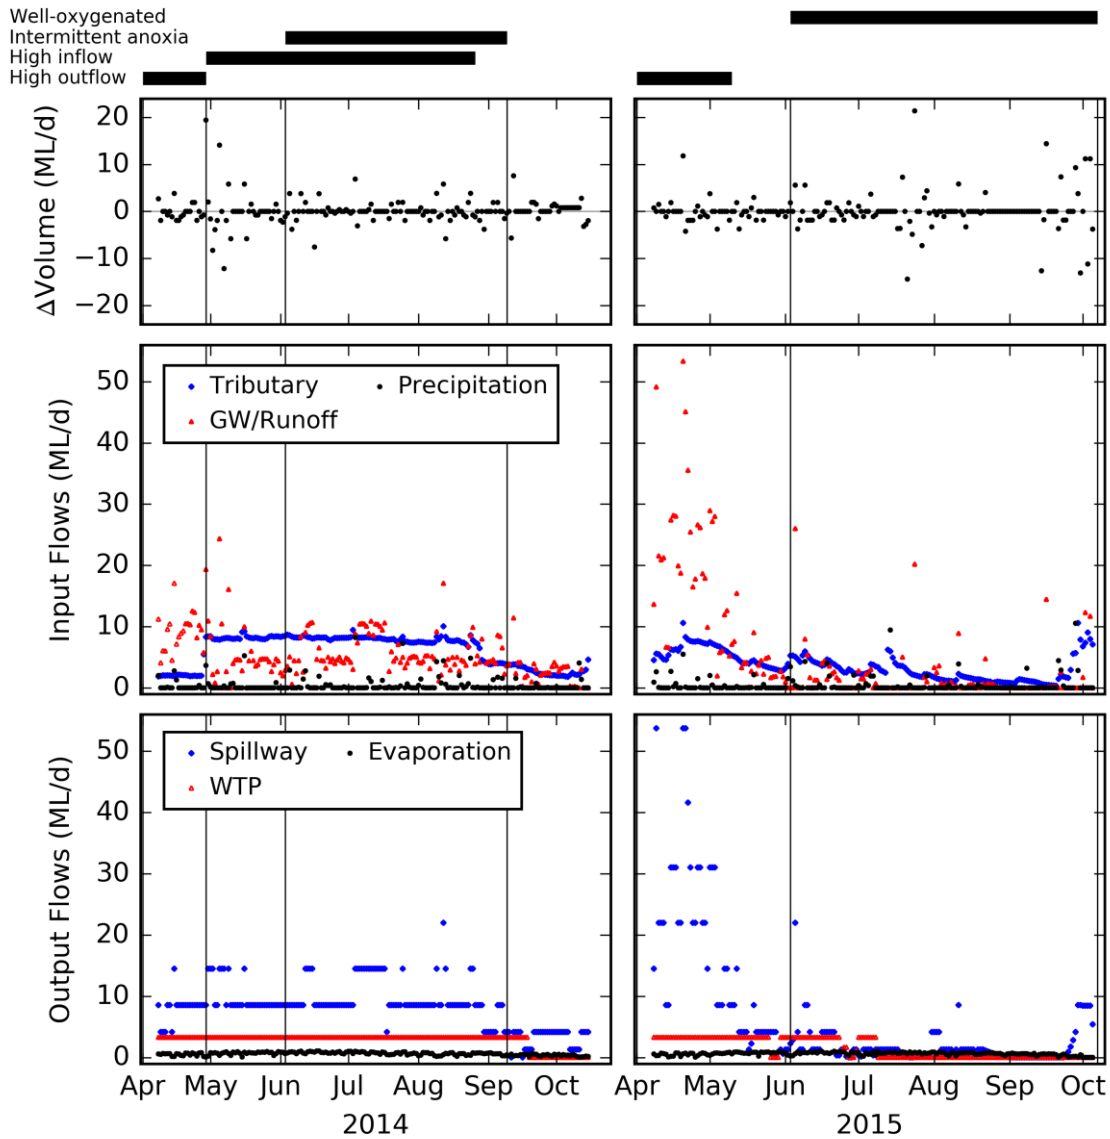 Well-oxygenated
Intermittent anoxia
High inflow
High outflow
ΔVolume (ML/d)
20
10
0
−10
−20
Input Flows (ML/d)
50
40
30
20
10
0
Tributary
Precipitation
GW/Runoff
Output Flows (ML/d)
50
40
30
20
10
0
Spillway
Evaporation
WTP
Apr May Jun Jul Aug Sep Oct
Apr May Jun Jul Aug Sep Oct
2014
2015